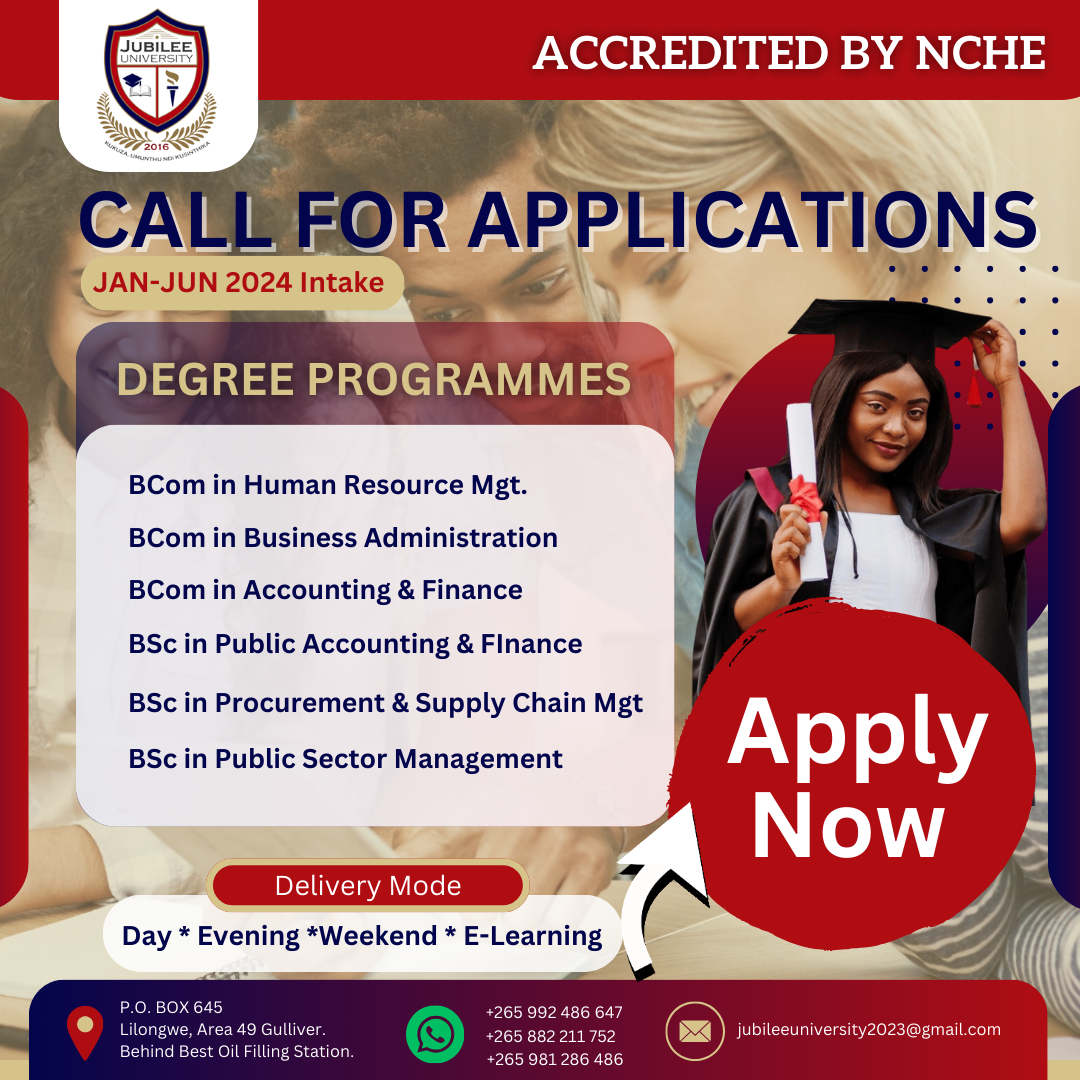 JUBILEE
UNIVERSITY
2016
KUKUZA, UMUNTHU NDI KUSINTHIKA
ACCREDITED BY NCHE
CALL FOR APPLICATIONS
JAN-JUN 2024 Intake
DEGREE PROGRAMMES
BCom in Human Resource Mgt.
BCom in Business Administration
BCom in Accounting & Finance
BSc in Public Accounting & FInance
BSc in Procurement & Supply Chain Mgt
BSc in Public Sector Management
Apply
Now
Delivery Mode
Day * Evening *Weekend * E-Learning
P.O. BOX 645
Lilongwe, Area 49 Gulliver.
Behind Best Oil Filling Station.
+265 992 486 647
+265 882 211 752
+265 981 286 486
jubileeuniversity2023@gmail.com